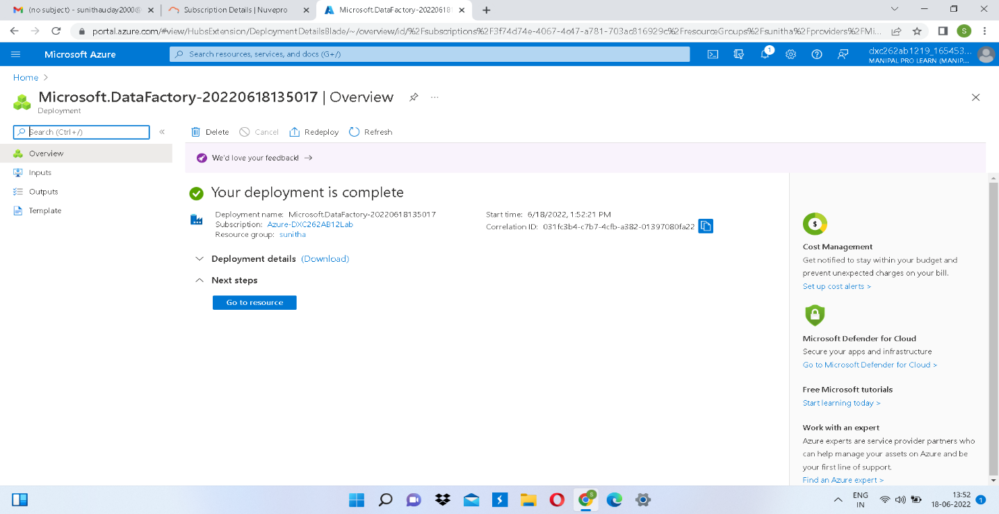 (no subject) - sunithauday2000@
Subscription Details | Nuvepro
Microsoft.DataFactory-2022061813
portal.azure.com/#view/HubsExtension/DeploymentDetailsBlade/~/overview/id/%2Fsubscriptions%2F3f74d74e-4067-4c47-a781-703ac816929c%2FresourceGroups%2Fsunitha%2Fproviders%2FMi...
S
Microsoft Azure
Search resources, services, and docs (G+/)
1
dxc262ab1219_165453...
MANIPAL PRO LEARN (MANIP...
Home
Microsoft.DataFactory-20220618135017 | Overview
...
Deployment
Search (Ctrl+/)
«
Delete
Cancel
Redeploy
Refresh
Overview
Inputs
Outputs
Template
We'd love your feedback! →
Your deployment is complete
Deployment name: Microsoft.DataFactory-20220618135017
Subscription: Azure-DXC262AB12Lab
Resource group: sunitha
Start time: 6/18/2022, 1:52:21 PM
Correlation ID: 031fc3b4-c7b7-4cfb-a382-01397080fa22
Deployment details (Download)
Next steps
Go to resource
$
Cost Management
Get notified to stay within your budget and
prevent unexpected charges on your bill.
Set up cost alerts >
Microsoft Defender for Cloud
Secure your apps and infrastructure
Go to Microsoft Defender for Cloud >
Free Microsoft tutorials
Start learning today >
Work with an expert
Azure experts are service provider partners who
can help manage your assets on Azure and be
your first line of support.
Find an Azure expert >
S
ENG
IN
13:52
18-06-2022
1